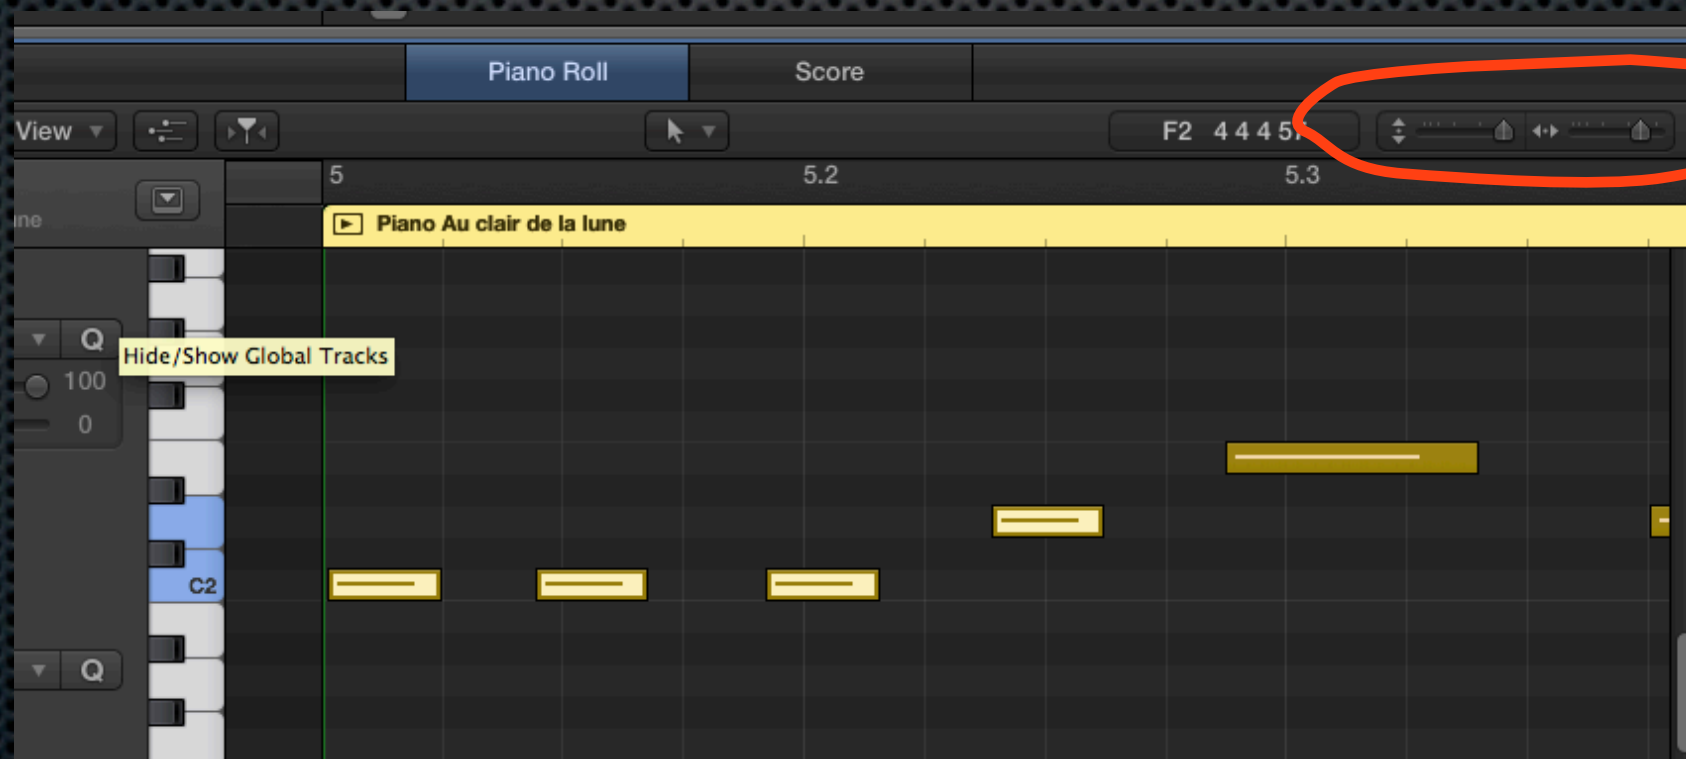 Piano Roll Score
View F2 4 4 4 57
5 5.2 5.3
Piano Au clair de la lune
Q
Hide/Show Global Tracks
100
0
C2
Q